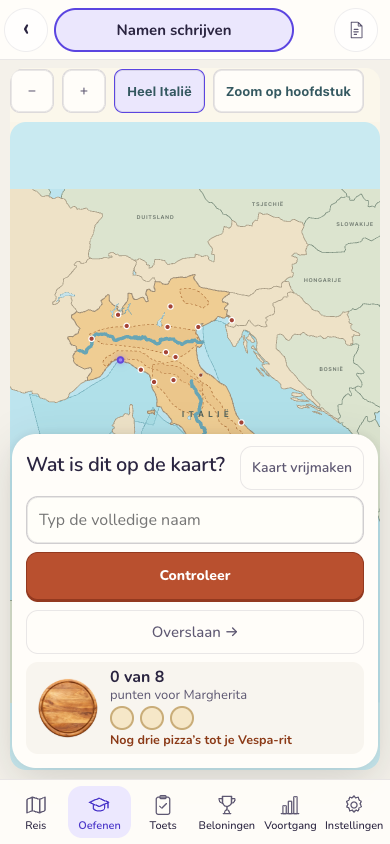 Namen schrijven
Heel Italië
Zoom op hoofdstuk
TSJECHIË
DUITSLAND
SLOWAKIJE
HONGARIJE
BOSNIË
ITALIË
Wat is dit op de kaart?
Kaart vrijmaken
Typ de volledige naam
Controleer
Overslaan →
0 van 8
punten voor Margherita
Nog drie pizza's tot je Vespa-rit
Reis
Oefenen
Toets
Beloningen
Voortgang
Instellingen